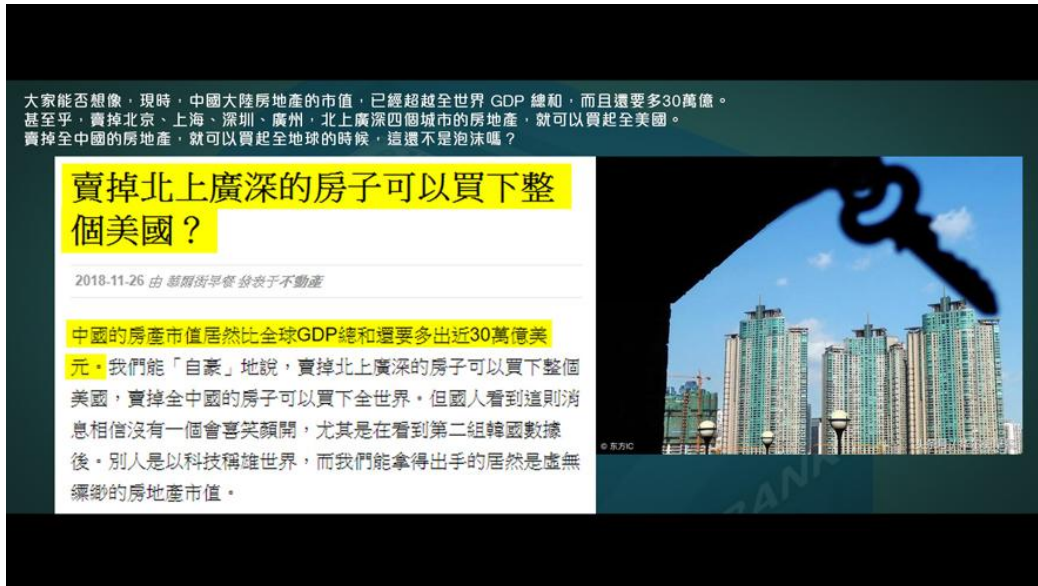 大家能否想像，現時，中國大陸房地產的市值，已經超越全世界 GDP 總和，而且還要多30萬億。
甚至乎，賣掉北京、上海、深圳、廣州，北上廣深四個城市的房地產，就可以買起全美國。
賣掉全中國的房地產，就可以買起全地球的時候，這還不是泡沫嗎？
賣掉北上廣深的房子可以買下整
個美國？
2018-11-26 由 華爾街早餐 發表于不動產
中國的房產市值居然比全球GDP總和還要多出近30萬億美
元。我們能「自豪」地說，賣掉北上廣深的房子可以買下整個
美國，賣掉全中國的房子可以買下全世界。但國人看到這則消
息相信沒有一個會喜笑顏開，尤其是在看到第二組韓國數據
後。別人是以科技稱雄世界，而我們能拿得出手的居然是虛無
縹緲的房地產市值。
© 东方IC